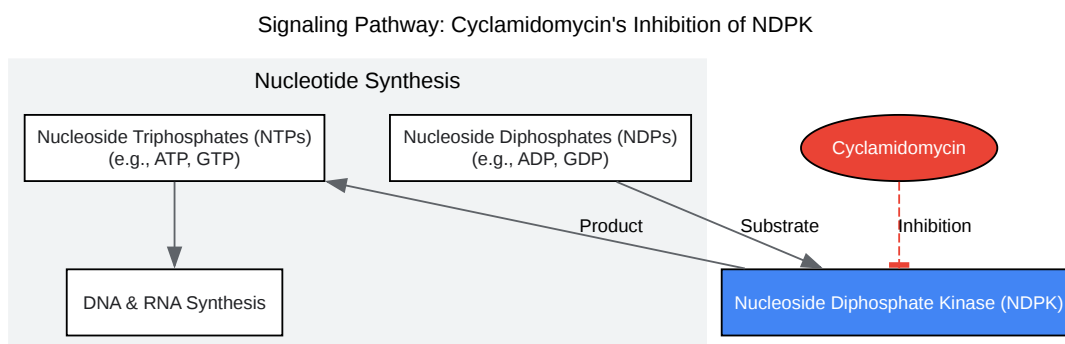 Signaling Pathway: Cyclamidomycin's Inhibition of NDPK
Nucleotide Synthesis
Nucleoside Triphosphates (NTPs)
(e.g., ATP, GTP)
Nucleoside Diphosphates (NDPs)
(e.g., ADP, GDP)
Cyclamidomycin
Product
Substrate
Inhibition
DNA & RNA Synthesis
Nucleoside Diphosphate Kinase (NDPK)